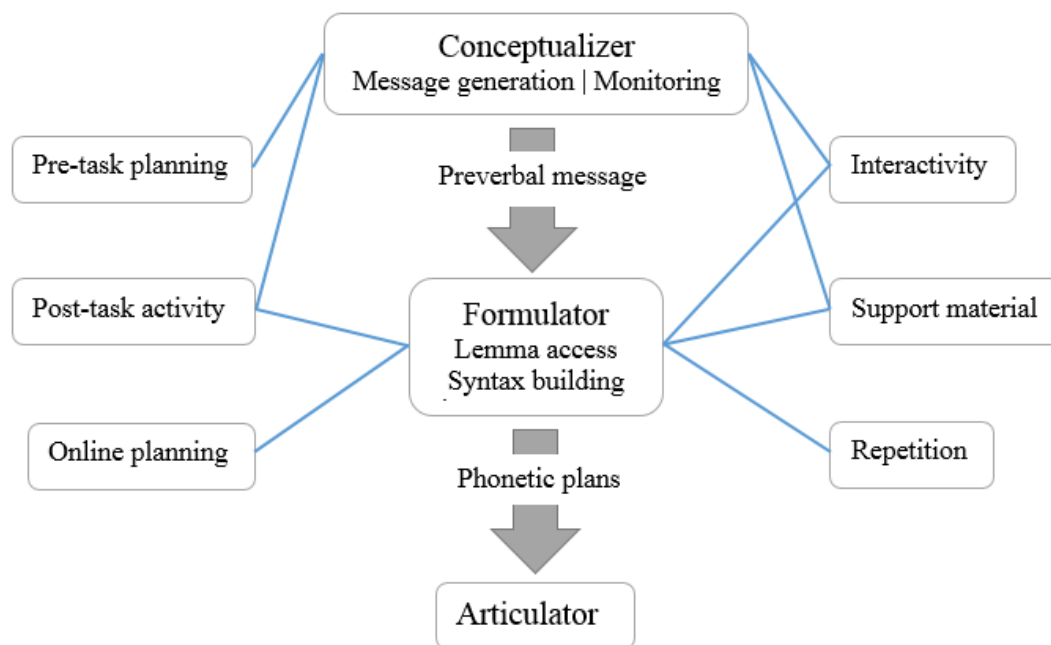 Conceptualizer
Message generation | Monitoring
Pre-task planning
Preverbal message
Interactivity
Post-task activity
Formulator
Lemma access
Syntax building
Support material
Online planning
Phonetic plans
Repetition
Articulator